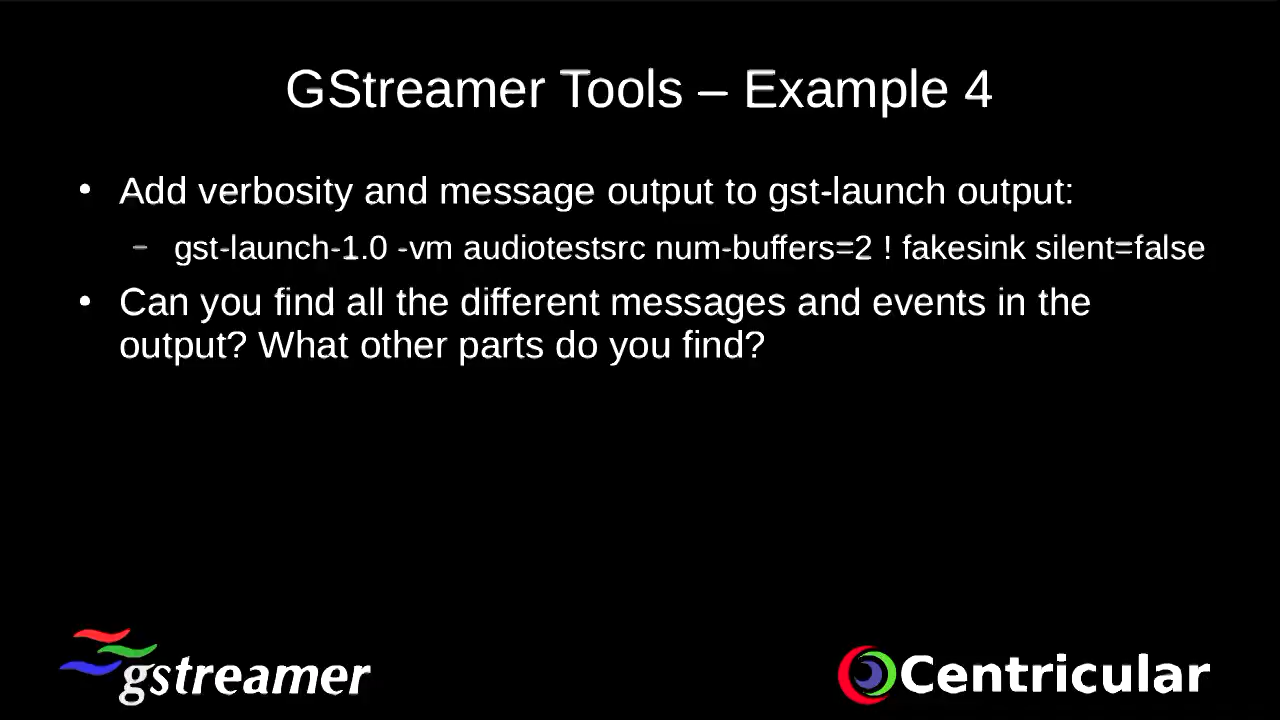 GStreamer Tools – Example 4
• Add verbosity and message output to gst-launch output:
– gst-launch-1.0 -vm audiotestsrc num-buffers=2 ! fakesink silent=false
• Can you find all the different messages and events in the
output? What other parts do you find?
gstreamer
Centricular